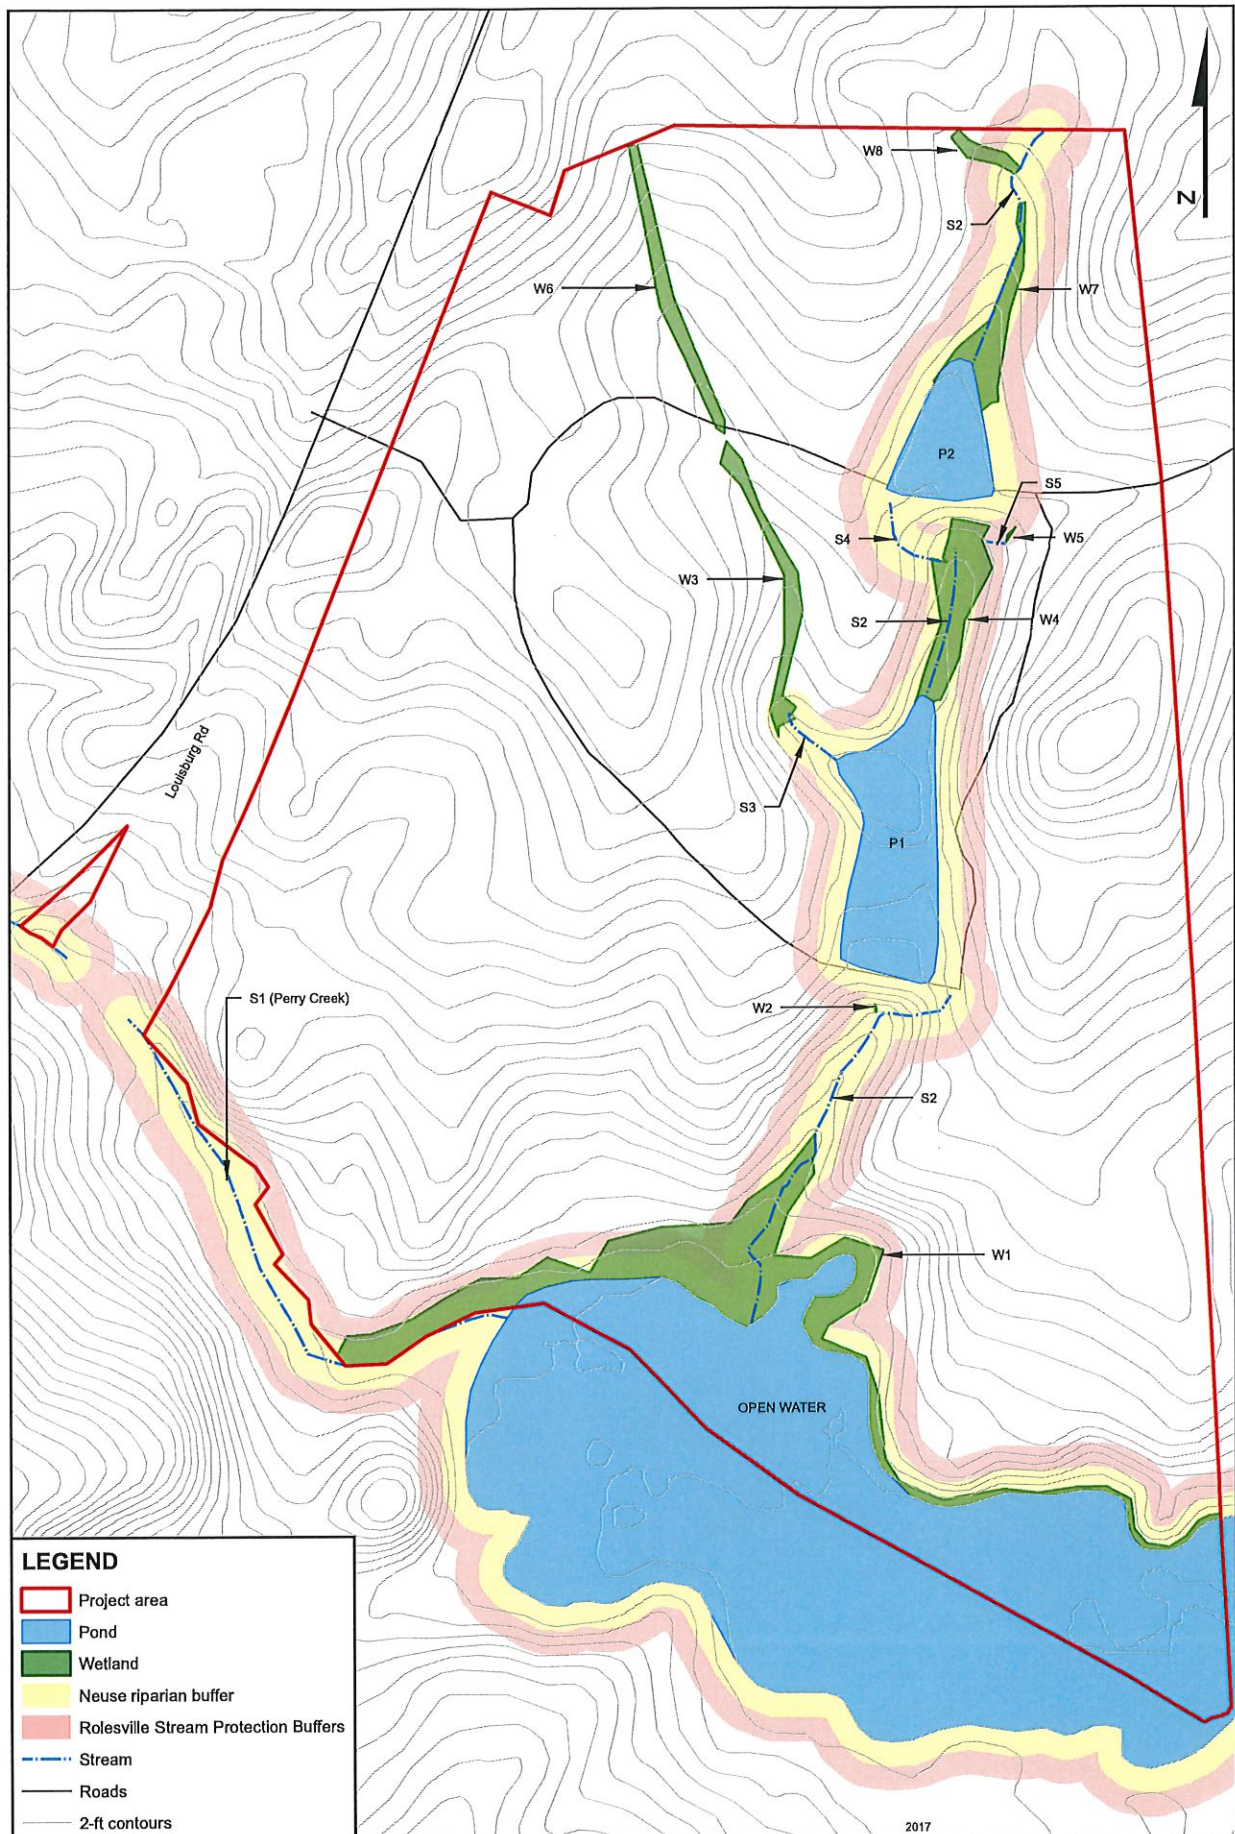 W8
N
S2
W6
W7
P2
S5
S4
W5
W3
S2
W4
Louisburg Rd
S3
P1
S1 (Perry Creek)
W2
S2
W1
OPEN WATER
LEGEND
Project area
Pond
Wetland
Neuse riparian buffer
Rolesville Stream Protection Buffers
Stream
Roads
2-ft contours
2017